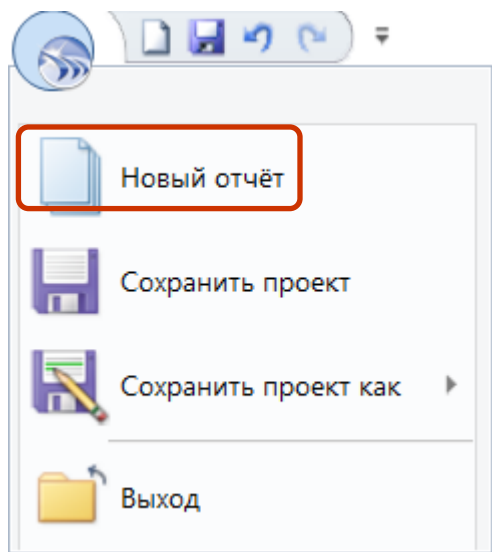 Новый отчёт
Сохранить проект
Сохранить проект как
Выход